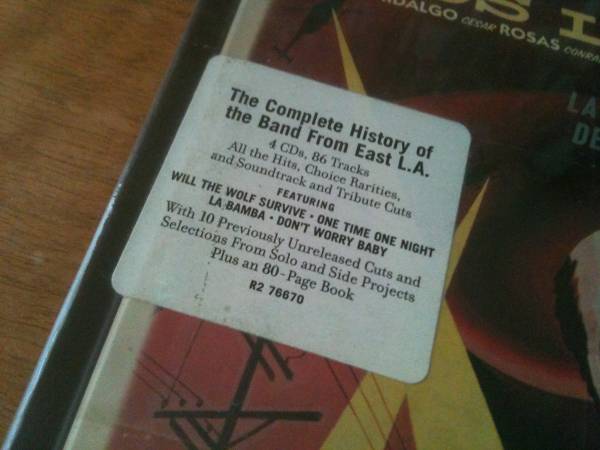 HIDALGO CESAR ROSAS CONRA
LA
DE
The Complete History of
the Band From East L.A.
4 CDs, 86 Tracks
All the Hits, Choice Rarities,
and Soundtrack and Tribute Cuts
FEATURING
WILL THE WOLF SURVIVE • ONE TIME ONE NIGHT
LA BAMBA • DON'T WORRY BABY
With 10 Previously Unreleased Cuts and
Selections From Solo and Side Projects
Plus an 80-Page Book
R2 76670